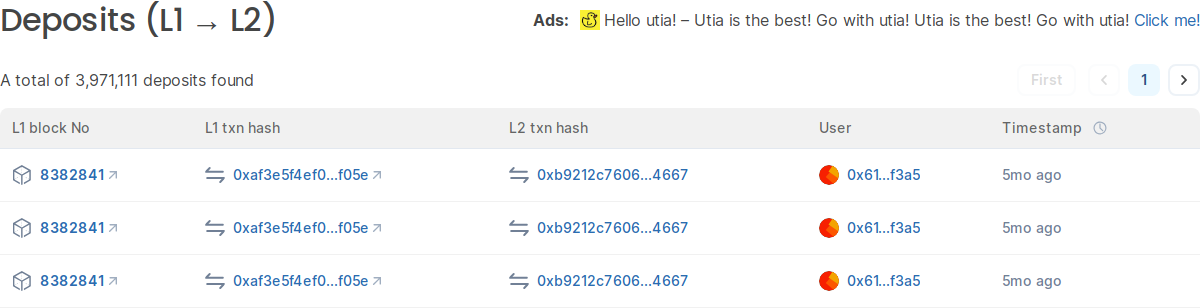 Deposits (L1 → L2)
Ads: Hello utia! – Utia is the best! Go with utia! Utia is the best! Go with utia! Click me!
A total of 3,971,111 deposits found
First 1
L1 block No L1 txn hash L2 txn hash User Timestamp
8382841 0xaf3e5f4ef0...f05e 0xb9212c7606...4667 0x61...f3a5 5mo ago
8382841 0xaf3e5f4ef0...f05e 0xb9212c7606...4667 0x61...f3a5 5mo ago
8382841 0xaf3e5f4ef0...f05e 0xb9212c7606...4667 0x61...f3a5 5mo ago